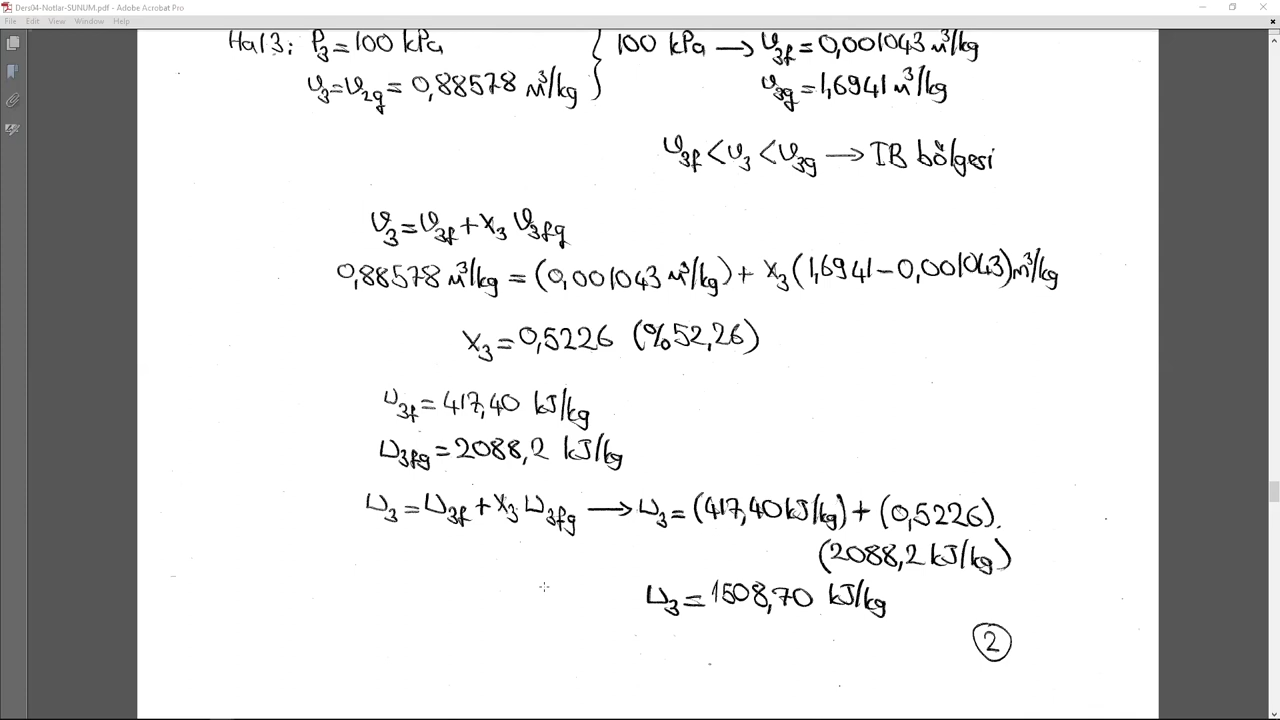 Ders04-Notlar-SUNUM.pdf - Adobe Acrobat Pro
File Edit View Window Help
Hal 3: P₃ = 100 kPa } 100 kPa → v₃f = 0,001043 m³/kg
v₃ = v₂g = 0,88578 m³/kg v₃g = 1,6941 m³/kg
v₃f < v₃ < v₃g → IB bölgesi
v₃ = v₃f + x₃ v₃fg
0,88578 m³/kg = (0,001043 m³/kg) + x₃ (1,6941 - 0,001043) m³/kg
x₃ = 0,5226 (%52,26)
u₃f = 417,40 kJ/kg
u₃fg = 2088,2 kJ/kg
u₃ = u₃f + x₃. u₃fg → u₃ = (417,40 kJ/kg) + (0,5226).
(2088,2 kJ/kg)
u₃ = 1508,70 kJ/kg
2